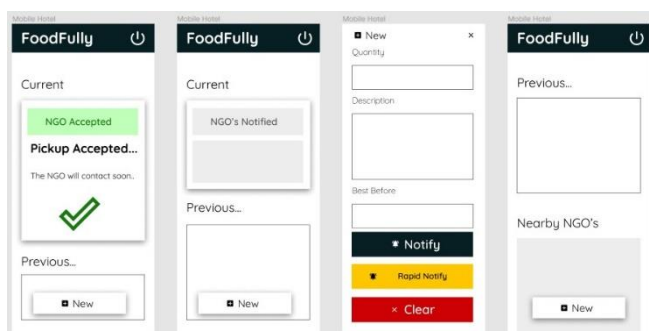 Mobile Hotel
FoodFully
Current
NGO Accepted
Pickup Accepted...
The NGO will contact soon..
Previous...
New
Mobile Hotel
FoodFully
Current
NGO's Notified
Previous...
New
Mobile Hotel
New ×
Quantity
Description
Best Before
Notify
Rapid Notify
× Clear
Mobile Hotel
FoodFully
Previous...
Nearby NGO's
New